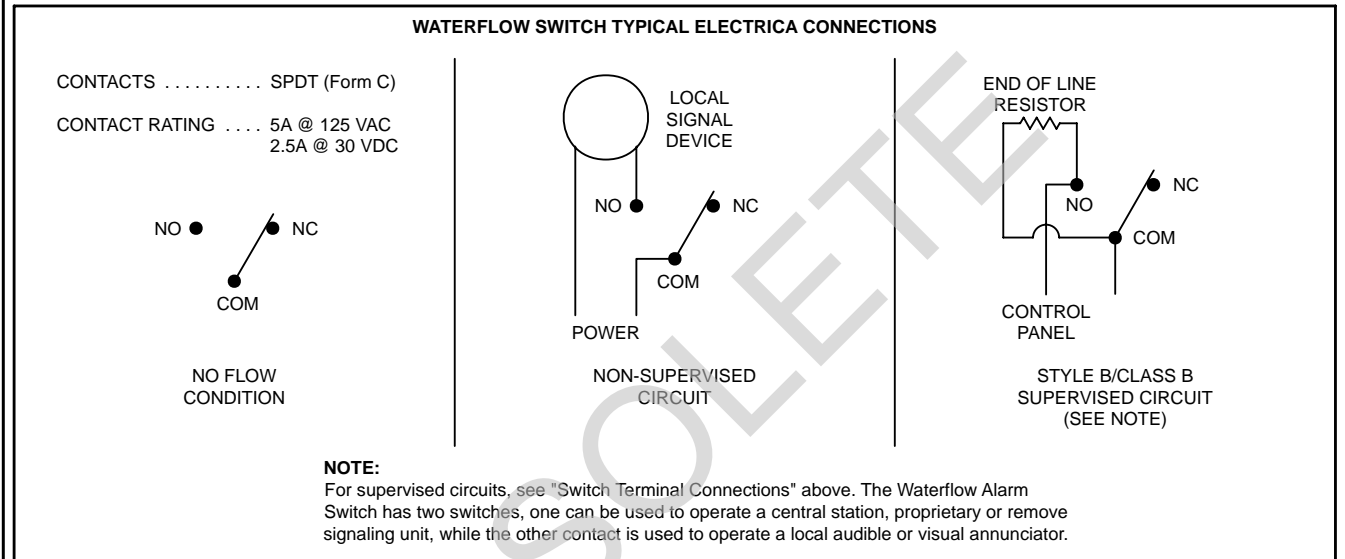 WATERFLOW SWITCH TYPICAL ELECTRICA CONNECTIONS
CONTACTS .......... SPDT (Form C)
CONTACT RATING .... 5A @ 125 VAC
2.5A @ 30 VDC
NO
NC
COM
NO FLOW
CONDITION
LOCAL
SIGNAL
DEVICE
NO
NC
COM
POWER
NON-SUPERVISED
CIRCUIT
END OF LINE
RESISTOR
NC
NO
COM
CONTROL
PANEL
STYLE B/CLASS B
SUPERVISED CIRCUIT
(SEE NOTE)
NOTE:
For supervised circuits, see "Switch Terminal Connections" above. The Waterflow Alarm
Switch has two switches, one can be used to operate a central station, proprietary or remove
signaling unit, while the other contact is used to operate a local audible or visual annunciator.
SOLETE